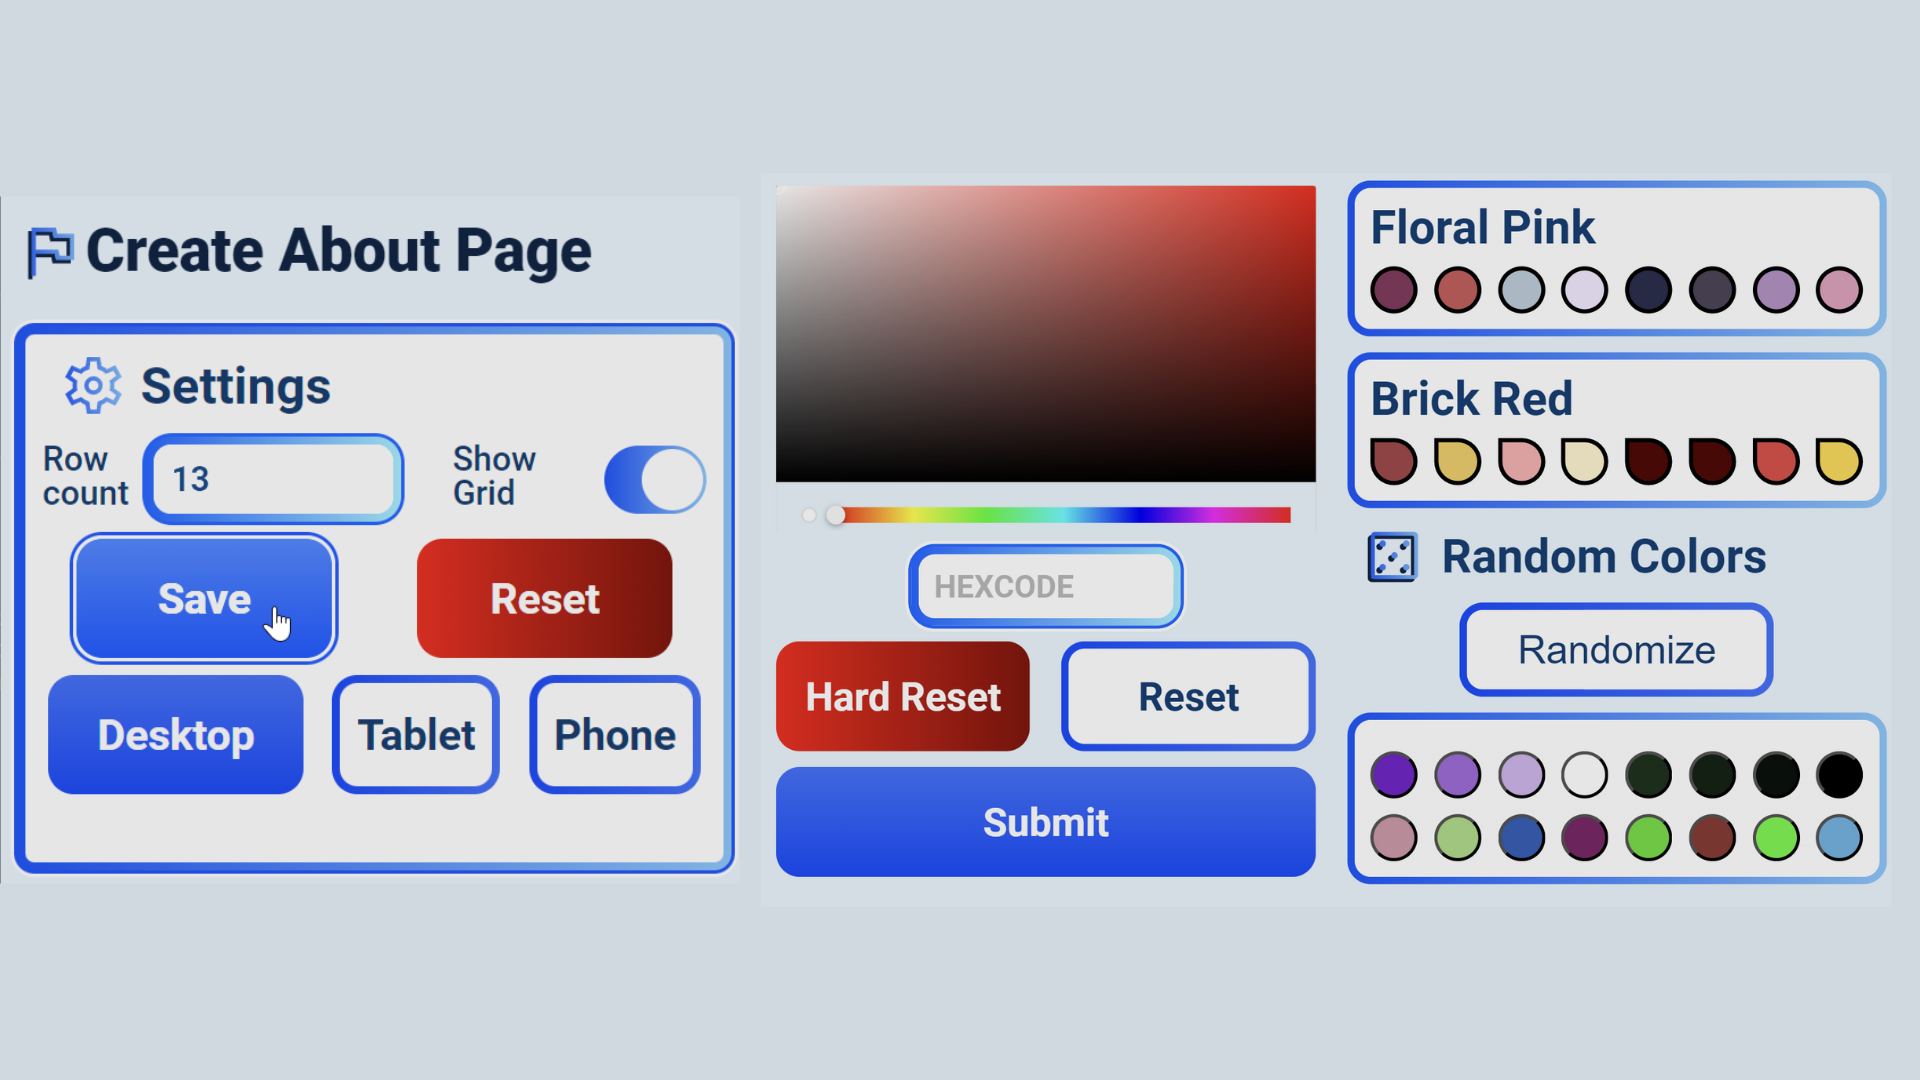 Create About Page
Settings
Row
count
13
Show
Grid
Save
Reset
Desktop
Tablet
Phone
HEXCODE
Hard Reset
Reset
Submit
Floral Pink
Brick Red
Random Colors
Randomize